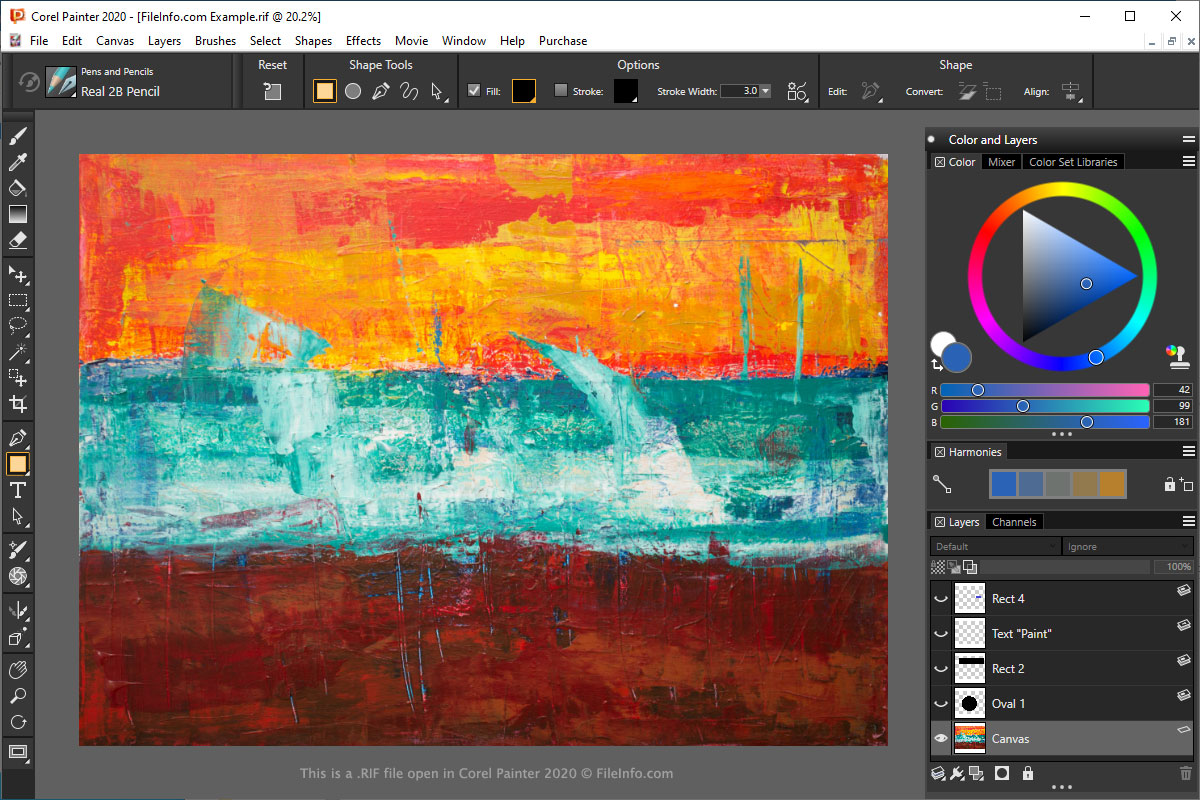 Corel Painter 2020 - [FileInfo.com Example.rif @ 20.2%]
File Edit Canvas Layers Brushes Select Shapes Effects Movie Window Help Purchase
Pens and Pencils
Real 2B Pencil
Reset
Shape Tools
Options
Fill:
Stroke:
Stroke Width: 3.0
Shape
Edit:
Convert:
Align:
Color and Layers
Color Mixer Color Set Libraries
R 42
G 99
B 181
Harmonies
Layers Channels
Default Ignore
100%
Rect 4
Text "Paint"
Rect 2
Oval 1
Canvas
This is a .RIF file open in Corel Painter 2020 © FileInfo.com